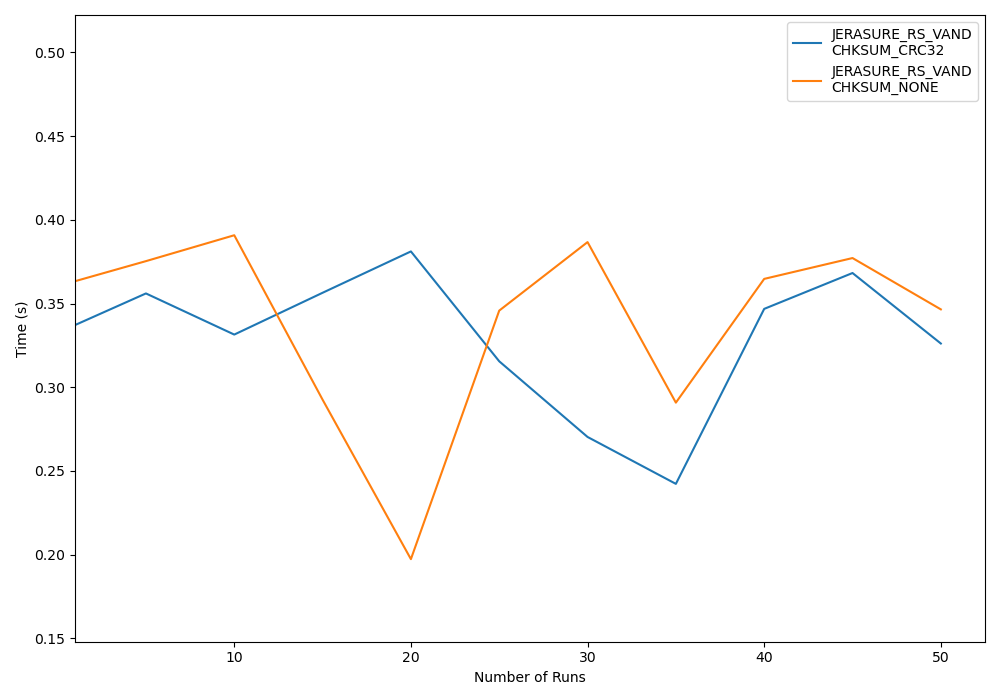 JERASURE_RS_VAND
CHKSUM_CRC32
JERASURE_RS_VAND
CHKSUM_NONE
0.50
0.45
0.40
0.35
0.30
0.25
0.20
0.15
Time (s)
10 20 30 40 50
Number of Runs